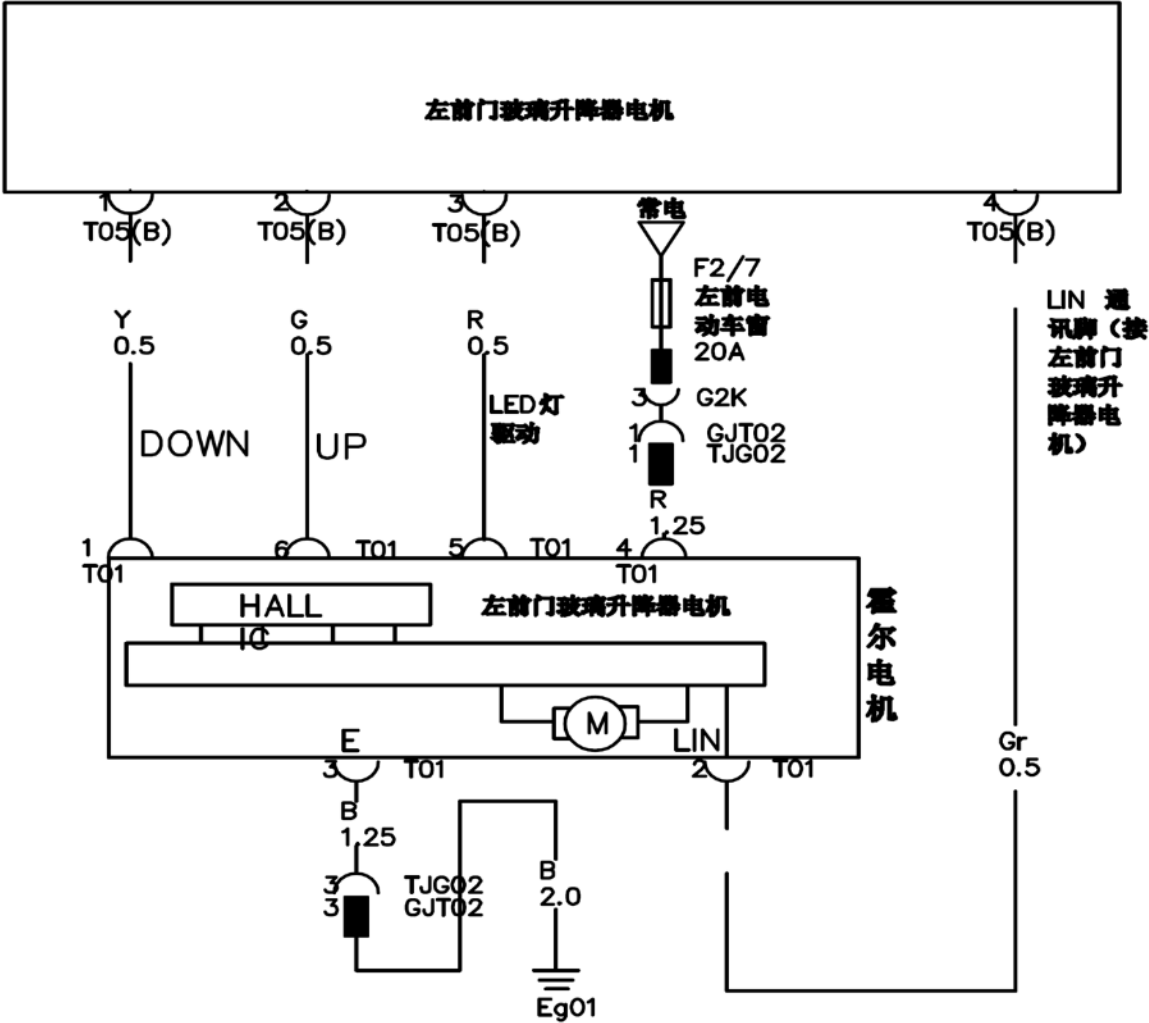 左前门玻璃升降器电机
1
2
3
4
T05(B)
T05(B)
T05(B)
T05(B)
常电
F2/7
左前电
动车窗
20A
LIN 通
讯脚（接
左前门
玻璃升
降器电
机）
Y
0.5
G
0.5
R
0.5
LED灯
驱动
3
G2K
DOWN
UP
1
GJT02
1
TJG02
R
1.25
1
T01
6
T01
5
T01
4
T01
HALL
IC
左前门玻璃升降器电机
霍
尔
电
机
M
E
LIN
3
T01
2
T01
Gr
0.5
B
1.25
3
TJG02
3
GJT02
B
2.0
Eg01